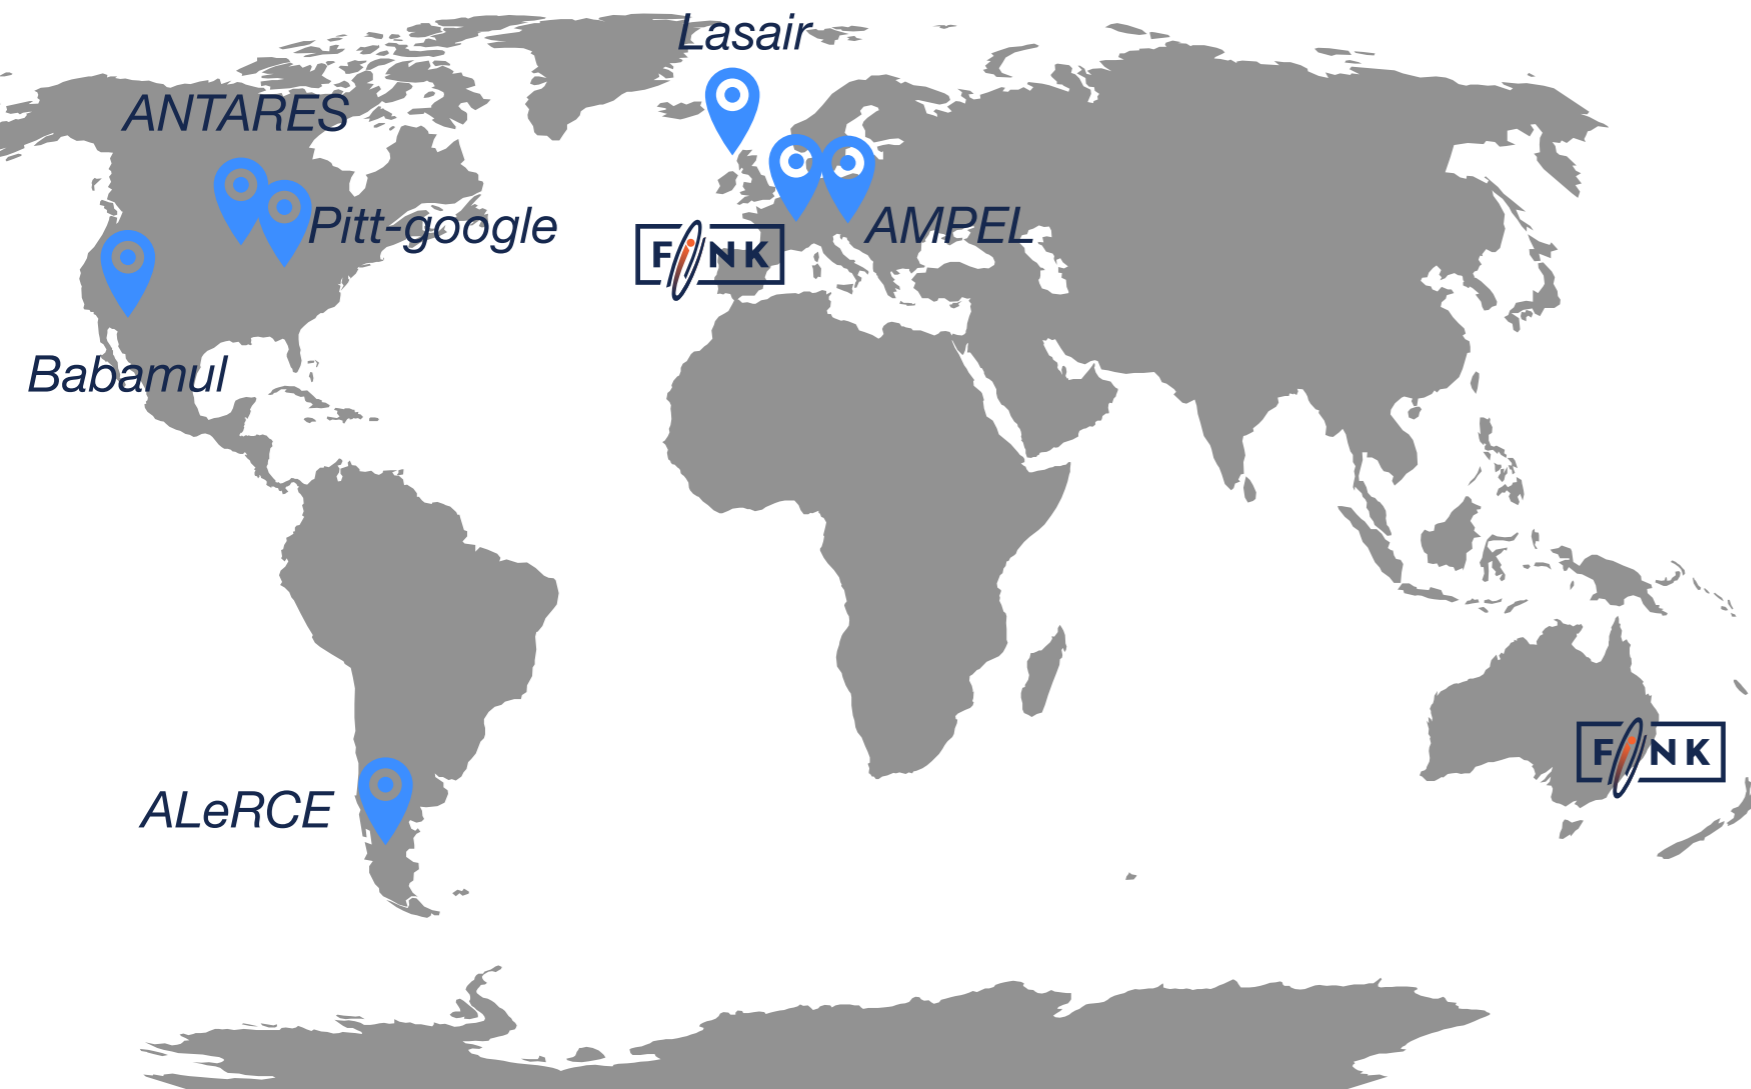 Lasair
ANTARES
Pitt-google
AMPEL
FINK
Babamul
FINK
ALeRCE